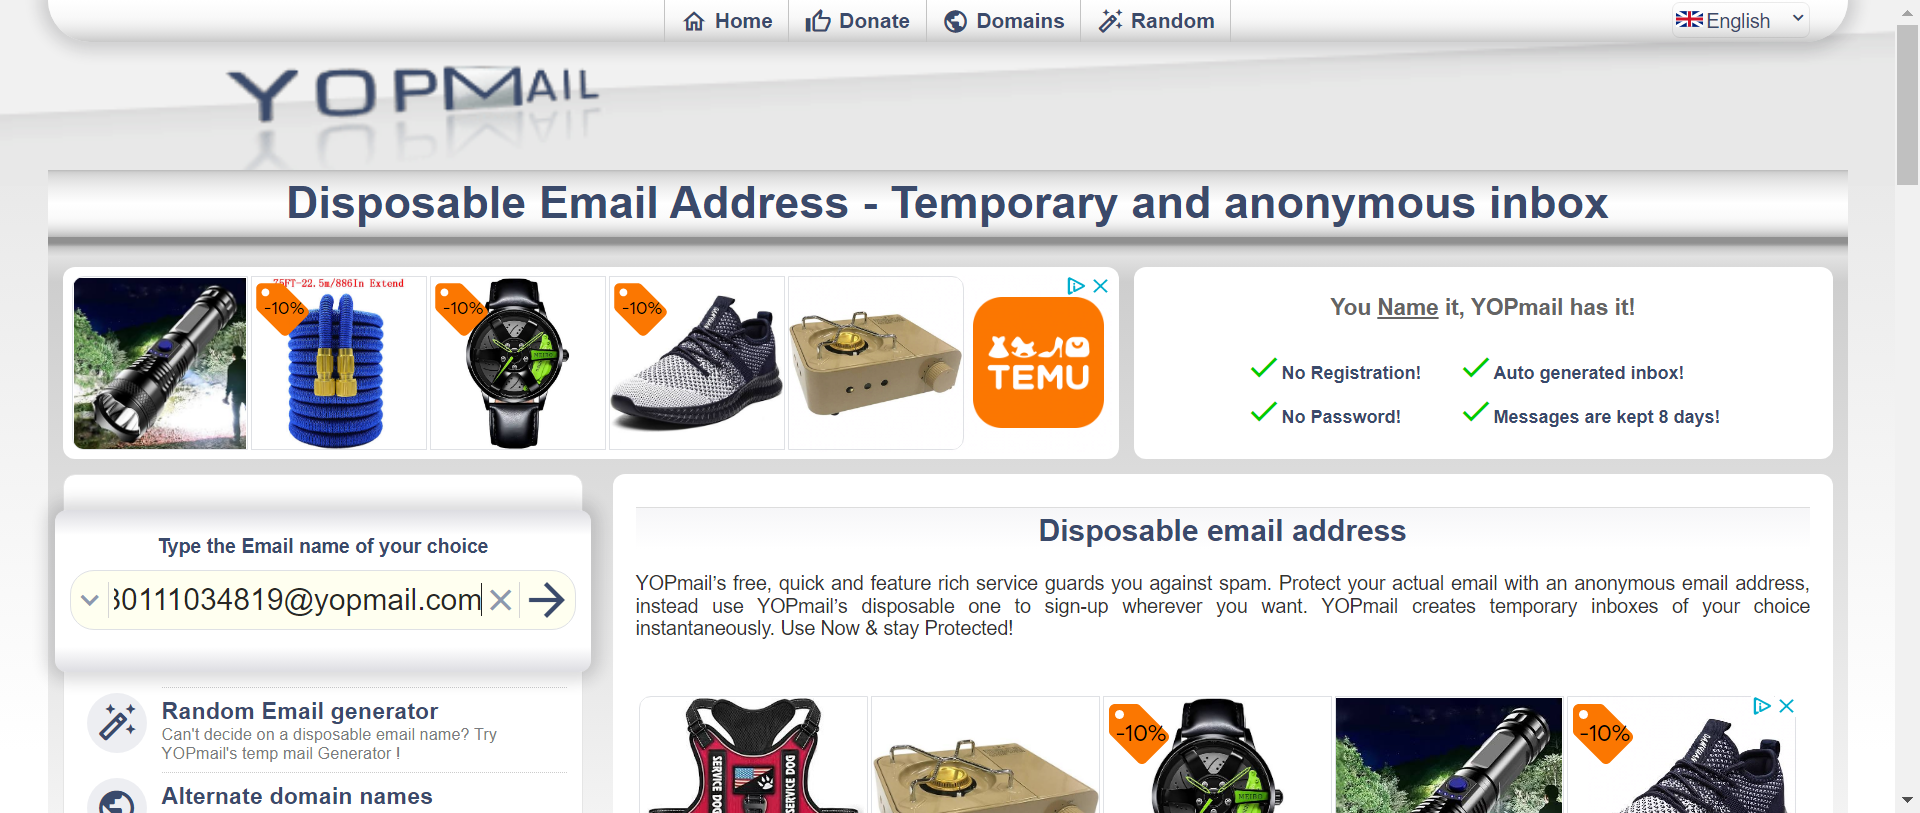 Home
Donate
Domains
Random
English
YOPMAIL
Disposable Email Address - Temporary and anonymous inbox
75FT-22.5m/886In Extend
-10%
-10%
-10%
TEMU
You Name it, YOPmail has it!
No Registration!
Auto generated inbox!
No Password!
Messages are kept 8 days!
Type the Email name of your choice
30111034819@yopmail.com
Random Email generator
Can't decide on a disposable email name? Try
YOPmail's temp mail Generator !
Alternate domain names
Disposable email address
YOPmail's free, quick and feature rich service guards you against spam. Protect your actual email with an anonymous email address,
instead use YOPmail's disposable one to sign-up wherever you want. YOPmail creates temporary inboxes of your choice
instantaneously. Use Now & stay Protected!
SERVICE DOG
SERVICE DOG
-10%
-10%